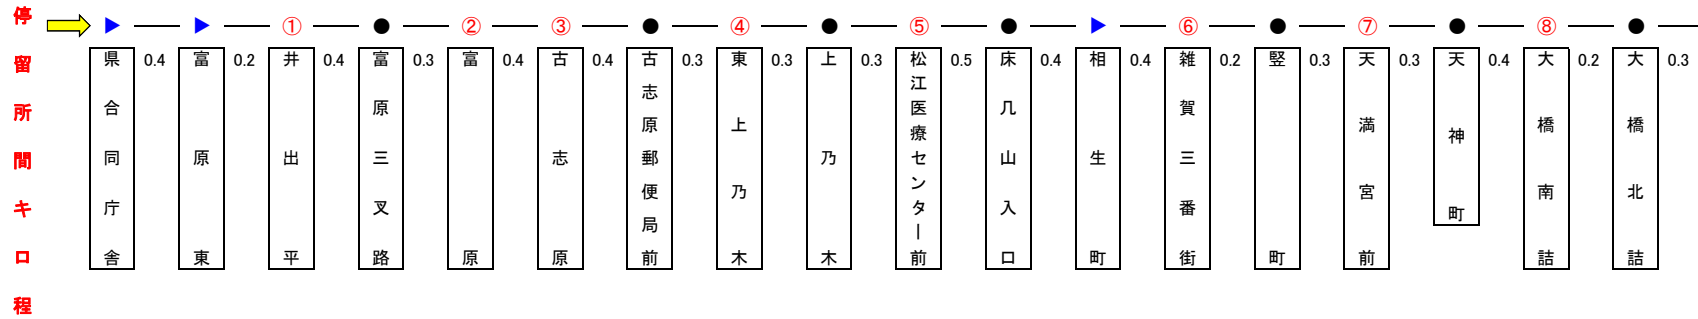 停留所間キロ程
① ② ③ ④ ⑤ ⑥ ⑦ ⑧
県合同庁舎
0.4
富原東
0.2
井出平
0.4
富原三叉路
0.3
富原
0.4
古志原
0.4
古志原郵便局前
0.3
東上乃木
0.3
上乃木
0.3
松江医療センター前
0.5
床几山入口
0.4
相生町
0.4
雑賀三番街
0.2
竪町
0.3
天満宮前
0.3
天神町
0.4
大橋南詰
0.2
大橋北詰
0.3